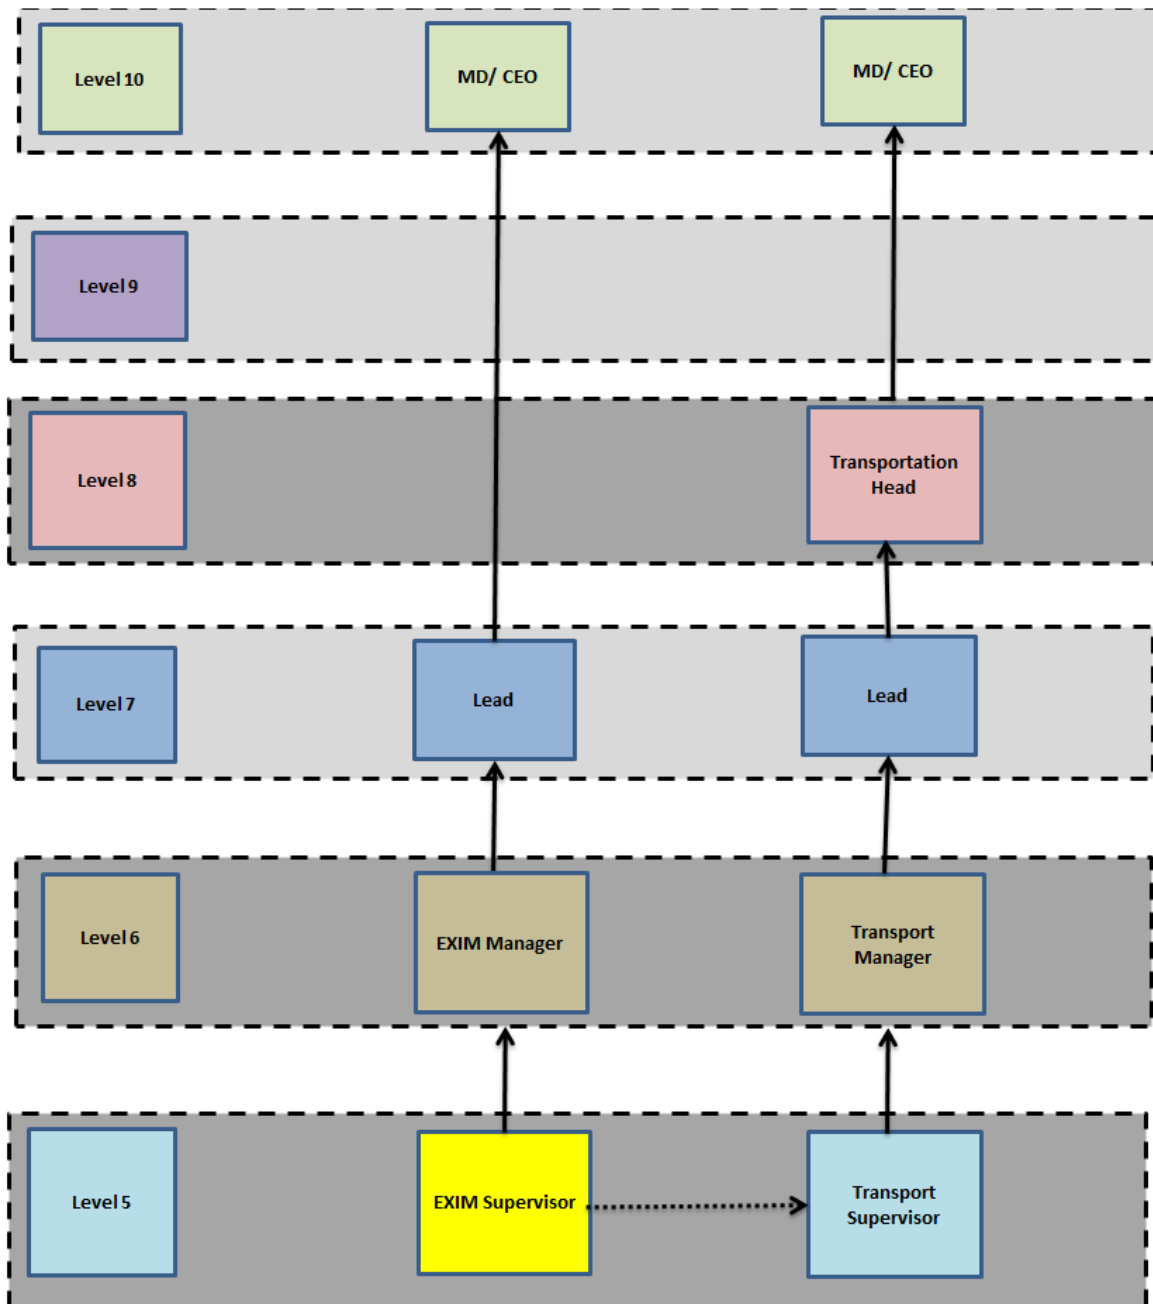 Level 10
MD/ CEO
MD/ CEO
Level 9
Level 8
Transportation
Head
Level 7
Lead
Lead
Level 6
EXIM Manager
Transport
Manager
Level 5
EXIM Supervisor
Transport
Supervisor